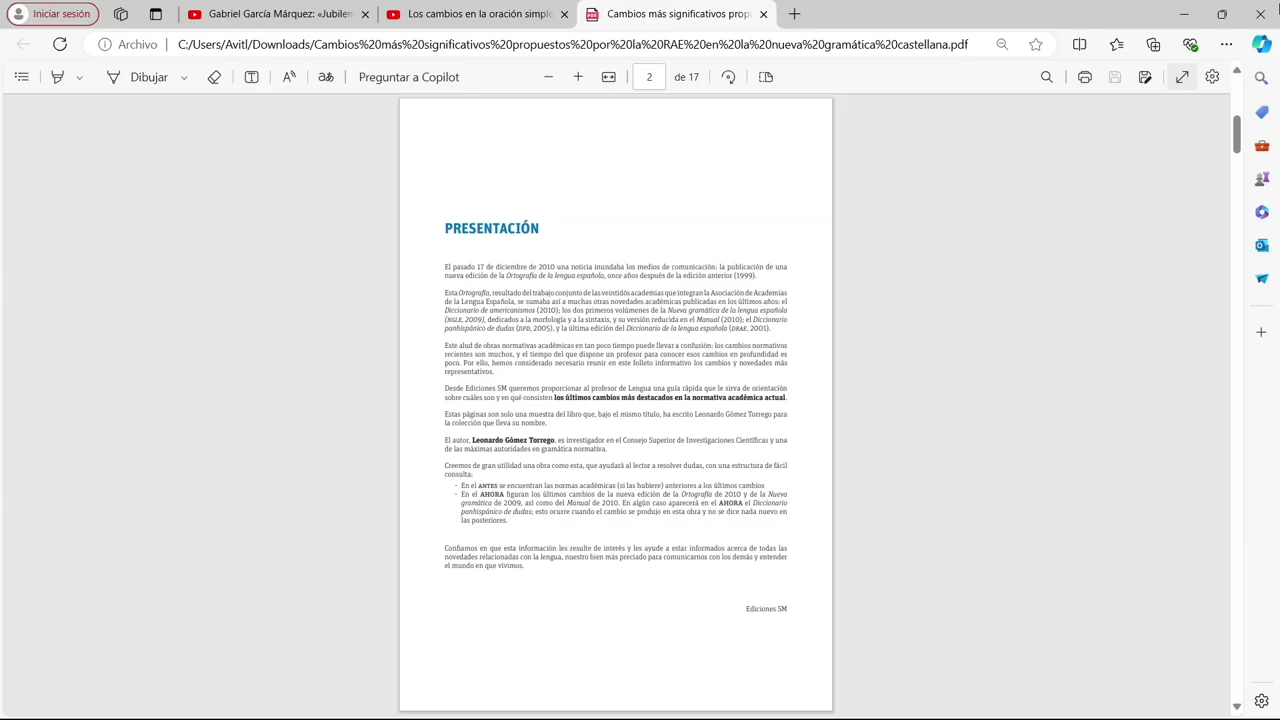 Iniciar sesión
Gabriel García Márquez: Elemen
Los cambios más significativos
Los cambios más significativos pro
Archivo
C:/Users/Avitl/Downloads/Cambios%20más%20significativos%20propuestos%20por%20la%20RAE%20en%20la%20nueva%20gramática%20castellana.pdf
Dibujar
Preguntar a Copilot
2 de 17
PRESENTACIÓN
El pasado 17 de diciembre de 2010 una noticia inundaba los medios de comunicación: la publicación de una
nueva edición de la Ortografía de la lengua española, once años después de la edición anterior (1999).
Esta Ortografía, resultado del trabajo conjunto de las veintidós academias que integran la Asociación de Academias
de la Lengua Española, se sumaba así a muchas otras novedades académicas publicadas en los últimos años: el
Diccionario de americanismos (2010); los dos primeros volúmenes de la Nueva gramática de la lengua española
(NGLE, 2009), dedicados a la morfología y a la sintaxis, y su versión reducida en el Manual (2010); el Diccionario
panhispánico de dudas (DPD, 2005), y la última edición del Diccionario de la lengua española (DRAE, 2001).
Este alud de obras normativas académicas en tan poco tiempo puede llevar a confusión: los cambios normativos
recientes son muchos, y el tiempo del que dispone un profesor para conocer esos cambios en profundidad es
poco. Por ello, hemos considerado necesario reunir en este folleto informativo los cambios y novedades más
representativos.
Desde Ediciones SM queremos proporcionar al profesor de Lengua una guía rápida que le sirva de orientación
sobre cuáles son y en qué consisten los últimos cambios más destacados en la normativa académica actual.
Estas páginas son solo una muestra del libro que, bajo el mismo título, ha escrito Leonardo Gómez Torrego para
la colección que lleva su nombre.
El autor, Leonardo Gómez Torrego, es investigador en el Consejo Superior de Investigaciones Científicas y una
de las máximas autoridades en gramática normativa.
Creemos de gran utilidad una obra como esta, que ayudará al lector a resolver dudas, con una estructura de fácil
consulta:
- En el ANTES se encuentran las normas académicas (si las hubiere) anteriores a los últimos cambios
- En el AHORA figuran los últimos cambios de la nueva edición de la Ortografía de 2010 y de la Nueva
gramática de 2009, así como del Manual de 2010. En algún caso aparecerá en el AHORA el Diccionario
panhispánico de dudas; esto ocurre cuando el cambio se produjo en esta obra y no se dice nada nuevo en
las posteriores.
Confiamos en que esta información les resulte de interés y les ayude a estar informados acerca de todas las
novedades relacionadas con la lengua, nuestro bien más preciado para comunicarnos con los demás y entender
el mundo en que vivimos.
Ediciones SM